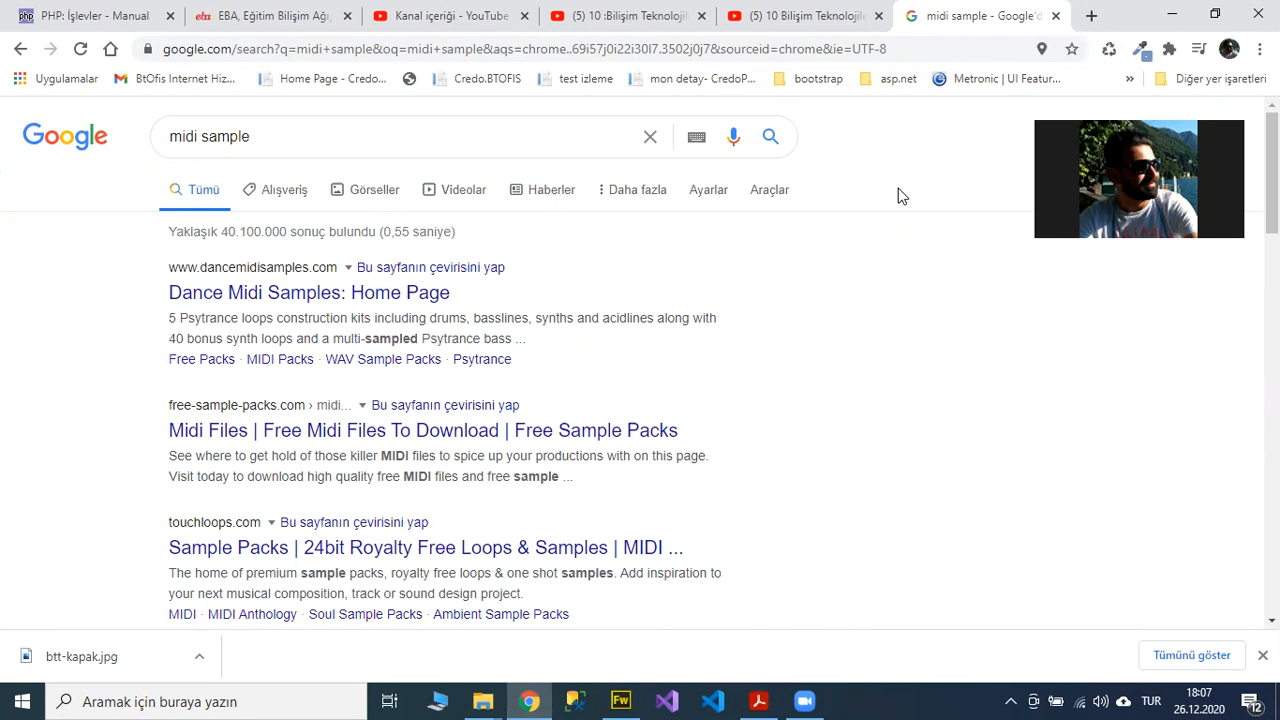 PHP: İşlevler - Manual
EBA, Eğitim Bilişim Ağı,
Kanal içeriği - YouTube
(5) 10 :Bilişim Teknolojil
(5) 10 Bilişim Teknolojile
midi sample - Google'd
google.com/search?q=midi+sample&oq=midi+sample&aqs=chrome..69i57j0i22i30l7.3502j0j7&sourceid=chrome&ie=UTF-8
Uygulamalar
BtOfis Internet Hiz...
Home Page - Credo...
Credo.BTOFIS
test izleme
mon detay- CredoP...
bootstrap
asp.net
Metronic | UI Featur...
»
Diğer yer işaretleri
Google
midi sample
Tümü
Alışveriş
Görseller
Videolar
Haberler
Daha fazla
Ayarlar
Araçlar
Yaklaşık 40.100.000 sonuç bulundu (0,55 saniye)
www.dancemidisamples.com Bu sayfanın çevirisini yap
Dance Midi Samples: Home Page
5 Psytrance loops construction kits including drums, basslines, synths and acidlines along with
40 bonus synth loops and a multi-sampled Psytrance bass ...
Free Packs · MIDI Packs · WAV Sample Packs · Psytrance
free-sample-packs.com › midi... Bu sayfanın çevirisini yap
Midi Files | Free Midi Files To Download | Free Sample Packs
See where to get hold of those killer MIDI files to spice up your productions with on this page.
Visit today to download high quality free MIDI files and free sample ...
touchloops.com Bu sayfanın çevirisini yap
Sample Packs | 24bit Royalty Free Loops & Samples | MIDI ...
The home of premium sample packs, royalty free loops & one shot samples. Add inspiration to
your next musical composition, track or sound design project.
MIDI · MIDI Anthology · Soul Sample Packs · Ambient Sample Packs
btt-kapak.jpg
Tümünü göster
Aramak için buraya yazın
Fw
TUR
18:07
26.12.2020
12